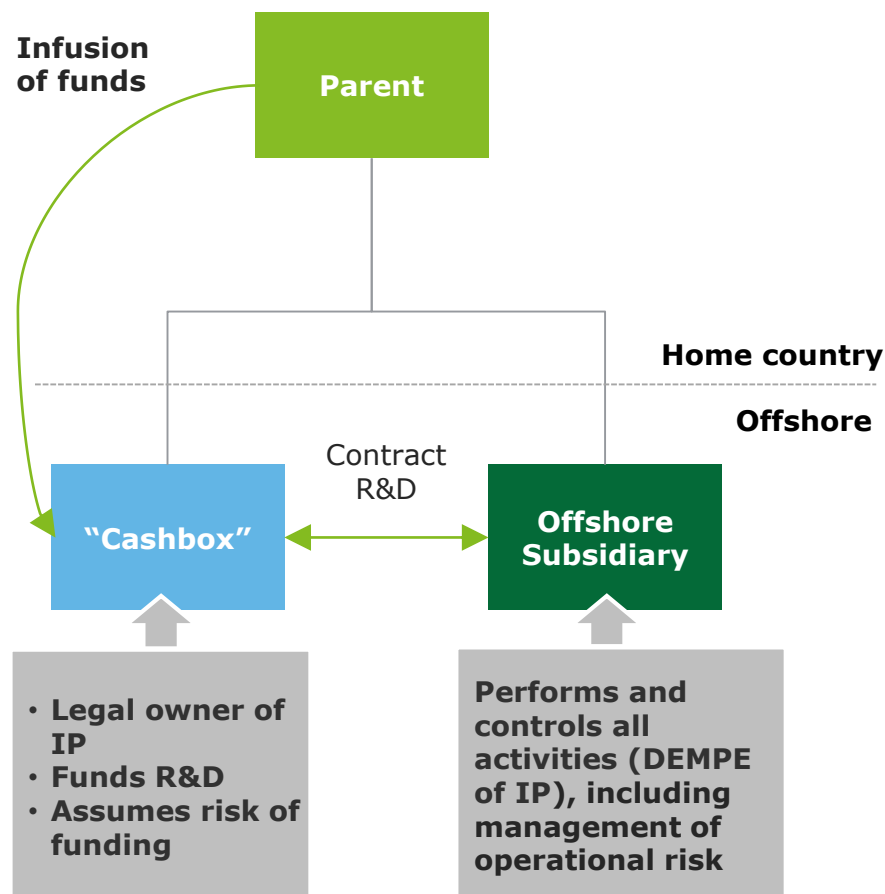 Infusion
of funds
Parent
Home country
Offshore
Contract
R&D
“Cashbox”
Offshore
Subsidiary
• Legal owner of
IP
• Funds R&D
• Assumes risk of
funding
Performs and
controls all
activities (DEMPE
of IP), including
management of
operational risk